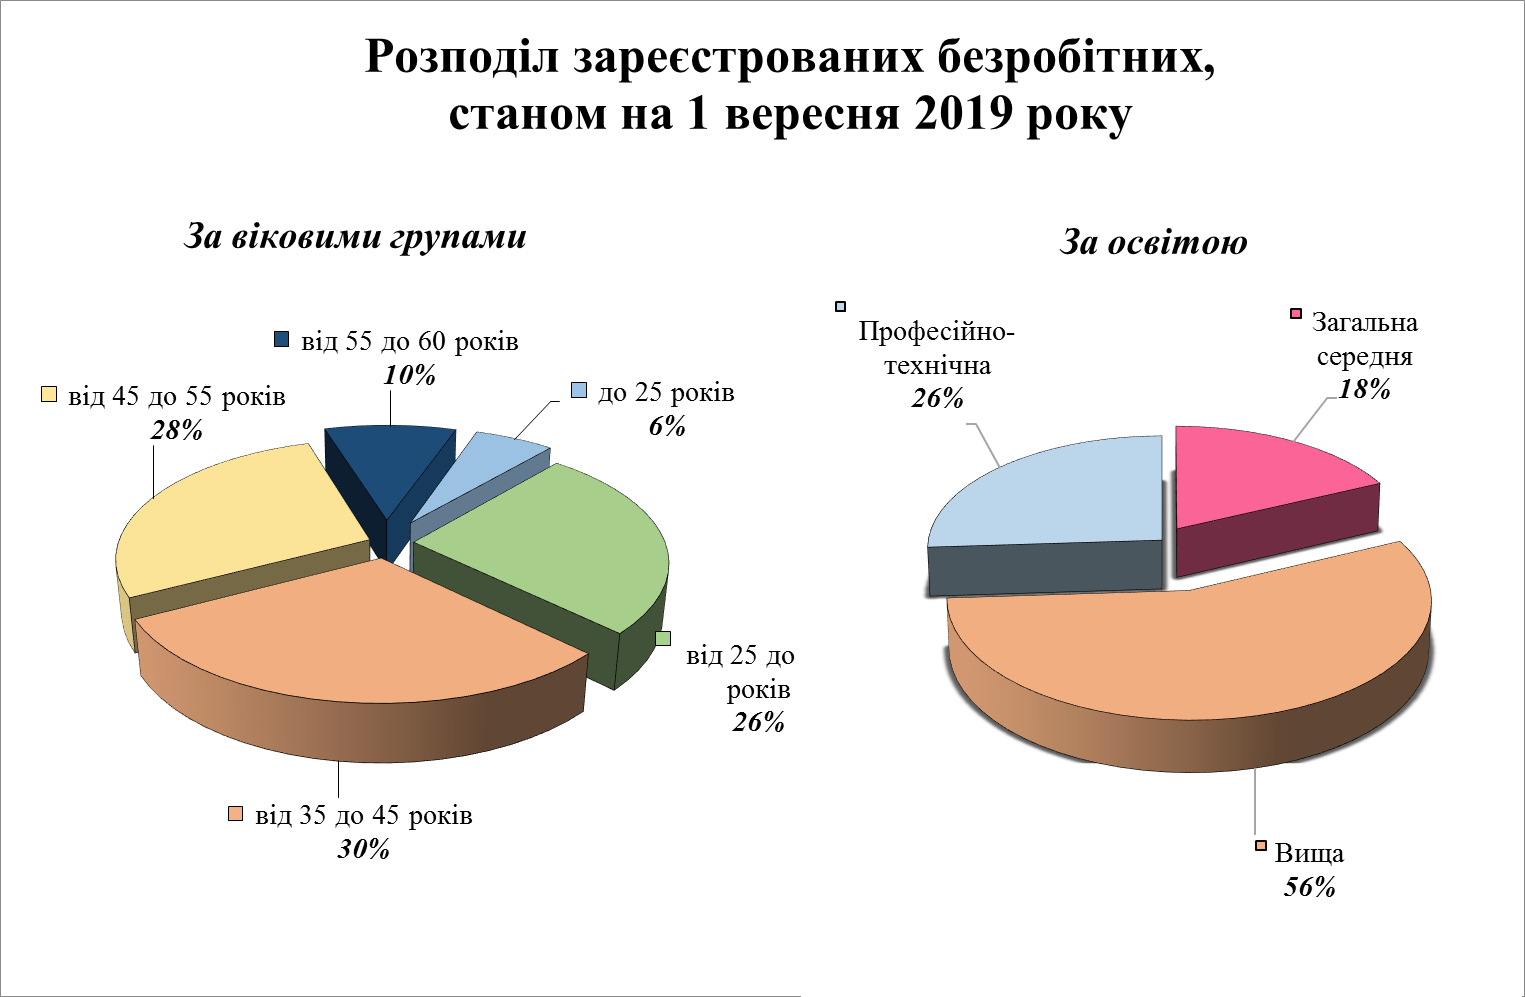 Розподіл зареєстрованих безробітних,
станом на 1 вересня 2019 року
За віковими групами
від 55 до 60 років
10%
від 45 до 55 років
28%
до 25 років
6%
від 25 до
років
26%
від 35 до 45 років
30%
За освітою
Професійно-
технічна
26%
Загальна
середня
18%
Вища
56%